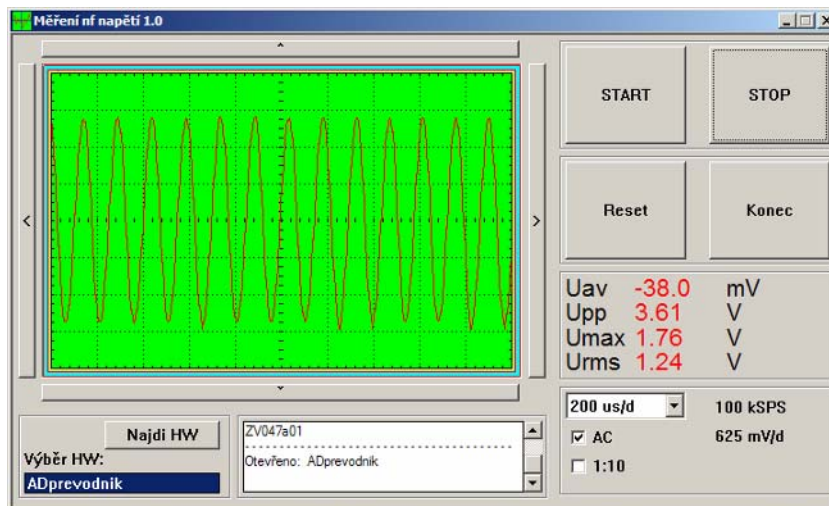 Měření nf napětí 1.0
^
<
>
START
STOP
Reset
Konec
Uav -38.0 mV
Upp 3.61 V
Umax 1.76 V
Urms 1.24 V
200 us/d 100 kSPS
AC 625 mV/d
1:10
Najdi HW
Výběr HW:
ADprevodnik
ZV047a01
- - - - - - - - - - - - - - - - - - - - - - - - - - - - - - - - - - - -
Otevřeno: ADprevodnik